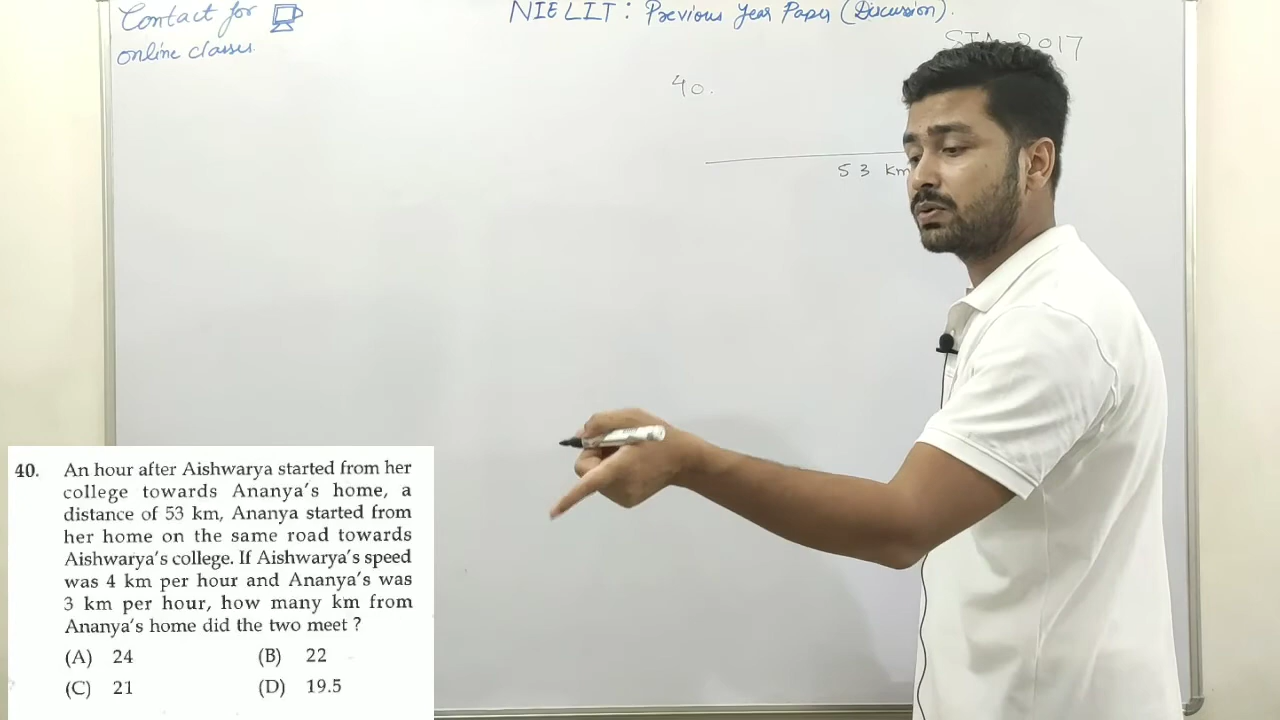 Contact for
online classes
NIELIT : Previous Year Paper (Discussion).
2017
40.
53 km
40. An hour after Aishwarya started from her
college towards Ananya's home, a
distance of 53 km, Ananya started from
her home on the same road towards
Aishwarya's college. If Aishwarya's speed
was 4 km per hour and Ananya's was
3 km per hour, how many km from
Ananya's home did the two meet ?
(A) 24 (B) 22
(C) 21 (D) 19.5